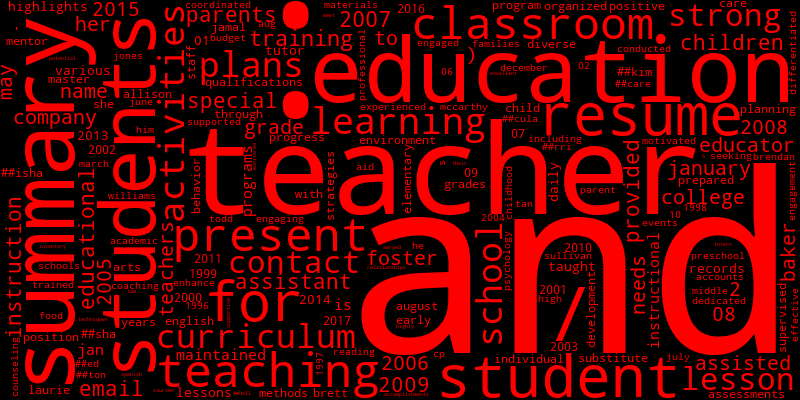 highlights 2015 her parents coordinated materials 2016 program organized positive care
may various master name mentor jones she allison june 01 jamal aug budget staff tutor 2007 training to classroom strong
engaged families diverse conducted ##kim ##care children differentiated
summary students activities plans : education
company 2013 2002 march him special qualifications through supported grade progress learning experienced mccarthy professional december 06 02 child ##cula resume 2008 planning
##isha williams behavior programs environment 07 including ##rri motivated educator seeking brendan
teacher and
educational 2005 academic arts coaching teachers with aid strategies elementary 09 grades childhood tan daily parent january prepared college 1998 10 events engagement
instruction schools trained years present todd engaging contact foster he school psychology 2004 2010 sullivan taught needs provided instructional preschool records accounts baker
inventory 2011 1999 enhance 2000 1996 assistant for 2014 is august early 2001 high / development middle 2 dedicated 08 supervised effective
food position ##sha jan ##ed ##ton english curriculum 2017 2003
counseling spanish maintained 1997 reading 2006 cp individual substitute july assisted
laurie email lessons teaching methods brett 2009 student lesson assessments
)